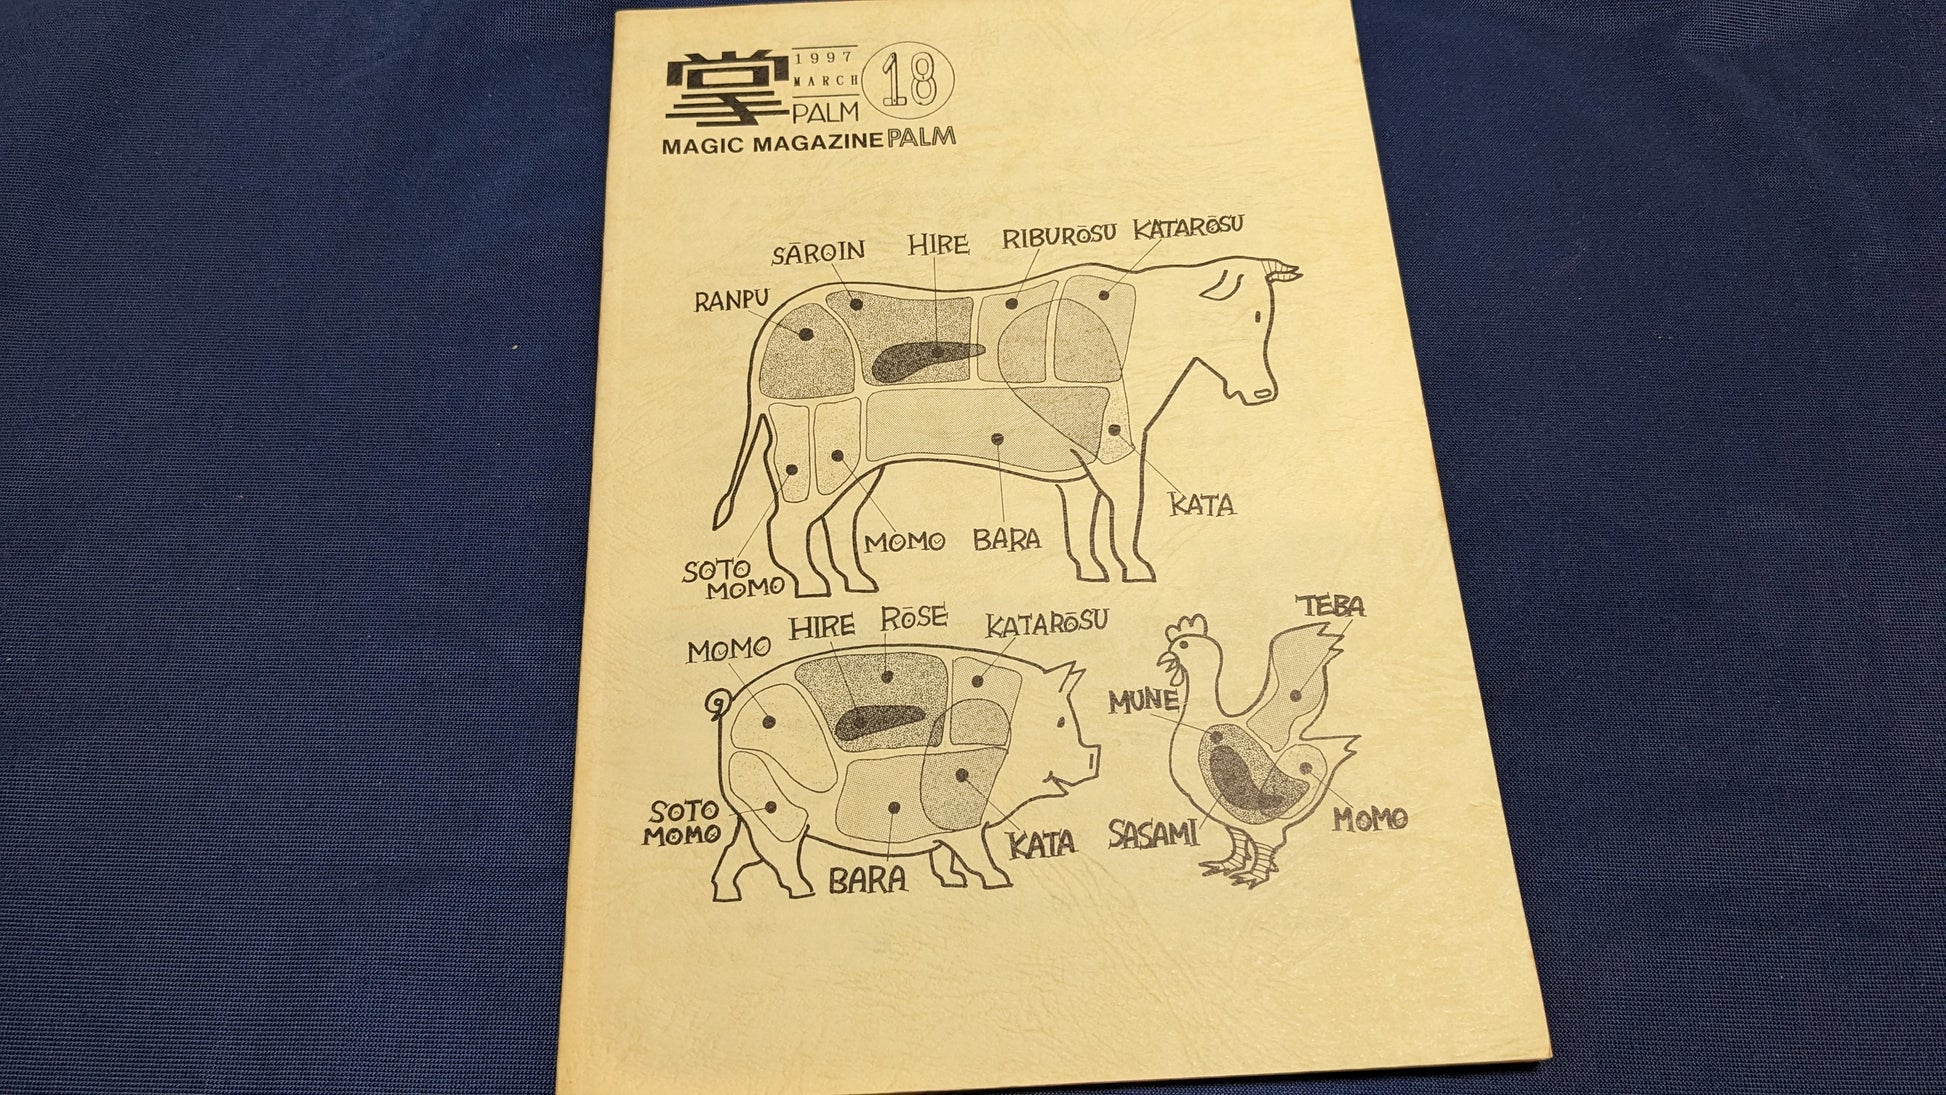 掌
1997
MARCH
PALM
18
MAGIC MAGAZINE PALM
SĀROIN
HIRE
RIBURŌSU
KATARŌSU
RANPU
KATA
MOMO
BARA
SOTO
MOMO
HIRE
RŌSE
KATARŌSU
MOMO
TEBA
MUNE
SOTO
MOMO
BARA
KATA
SASAMI
MOMO